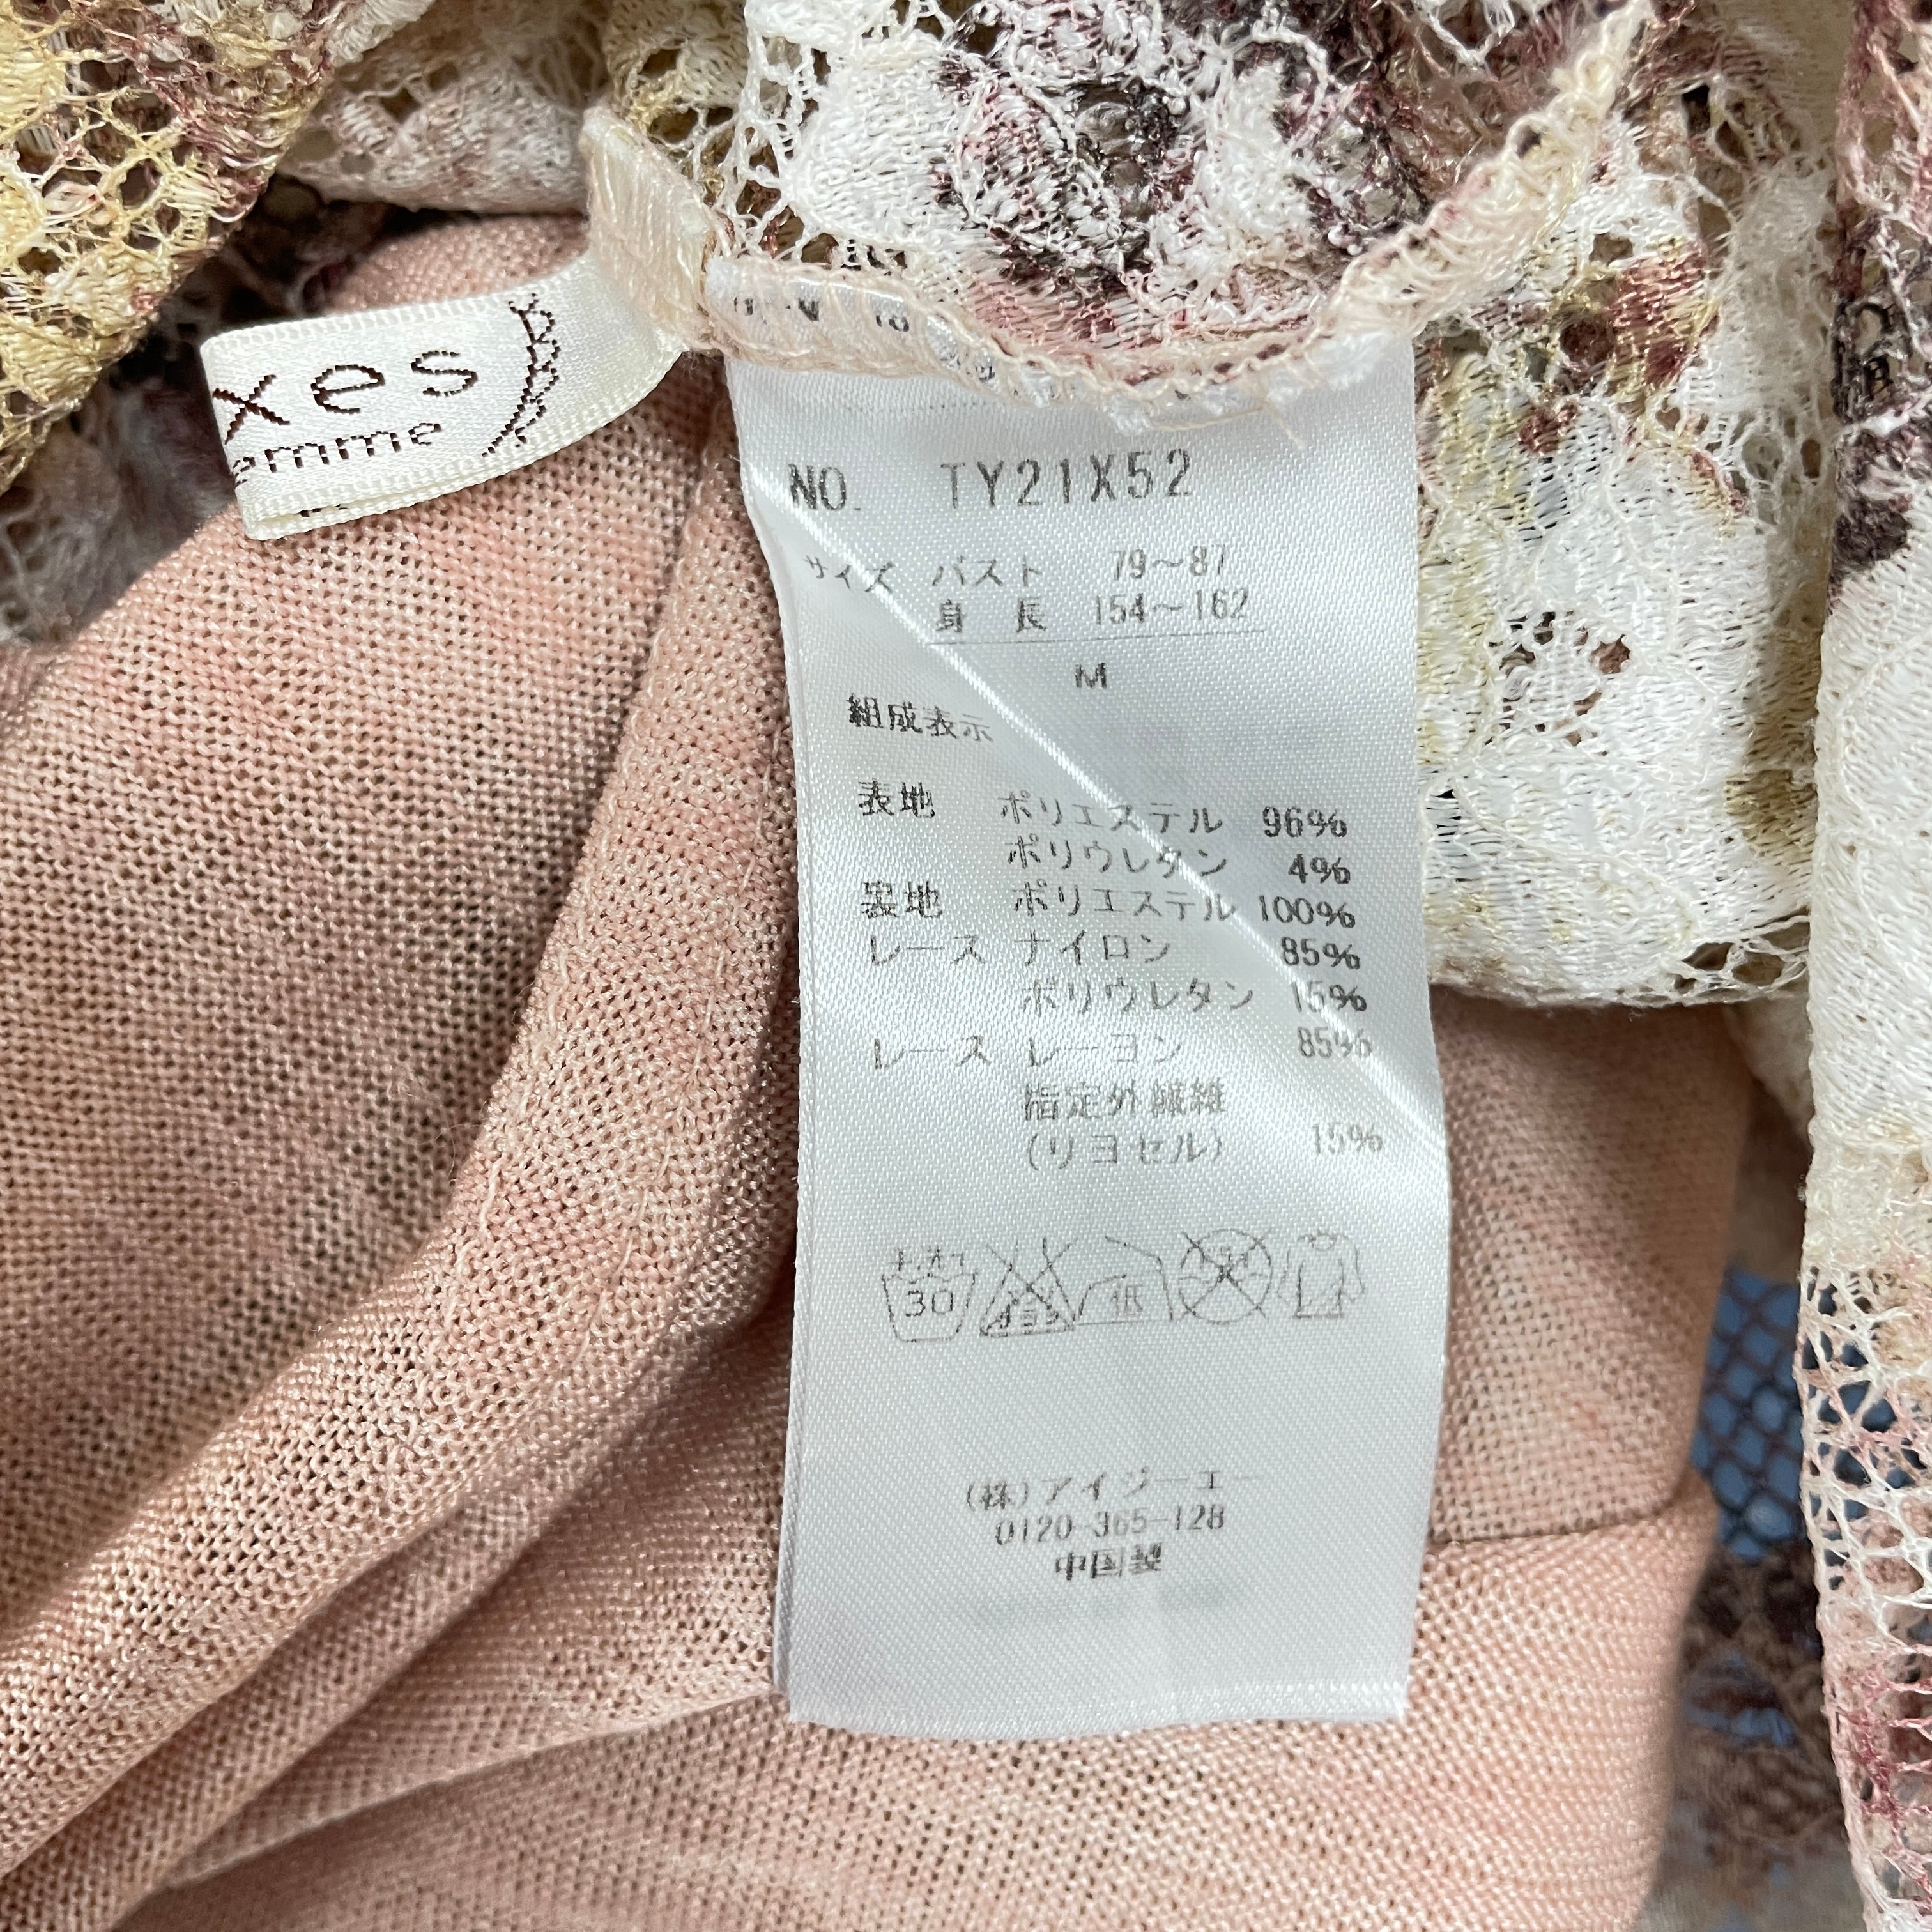 xes
emme
NO. TY21X52
サイズ バスト 79～87
身長 154～162
M
組成表示
表地 ポリエステル 96%
ポリウレタン 4%
裏地 ポリエステル 100%
レース ナイロン 85%
ポリウレタン 15%
レース レーヨン 85%
指定外繊維
(リヨセル) 15%
30 低
(株)アイジーエー
0120-365-128
中国製